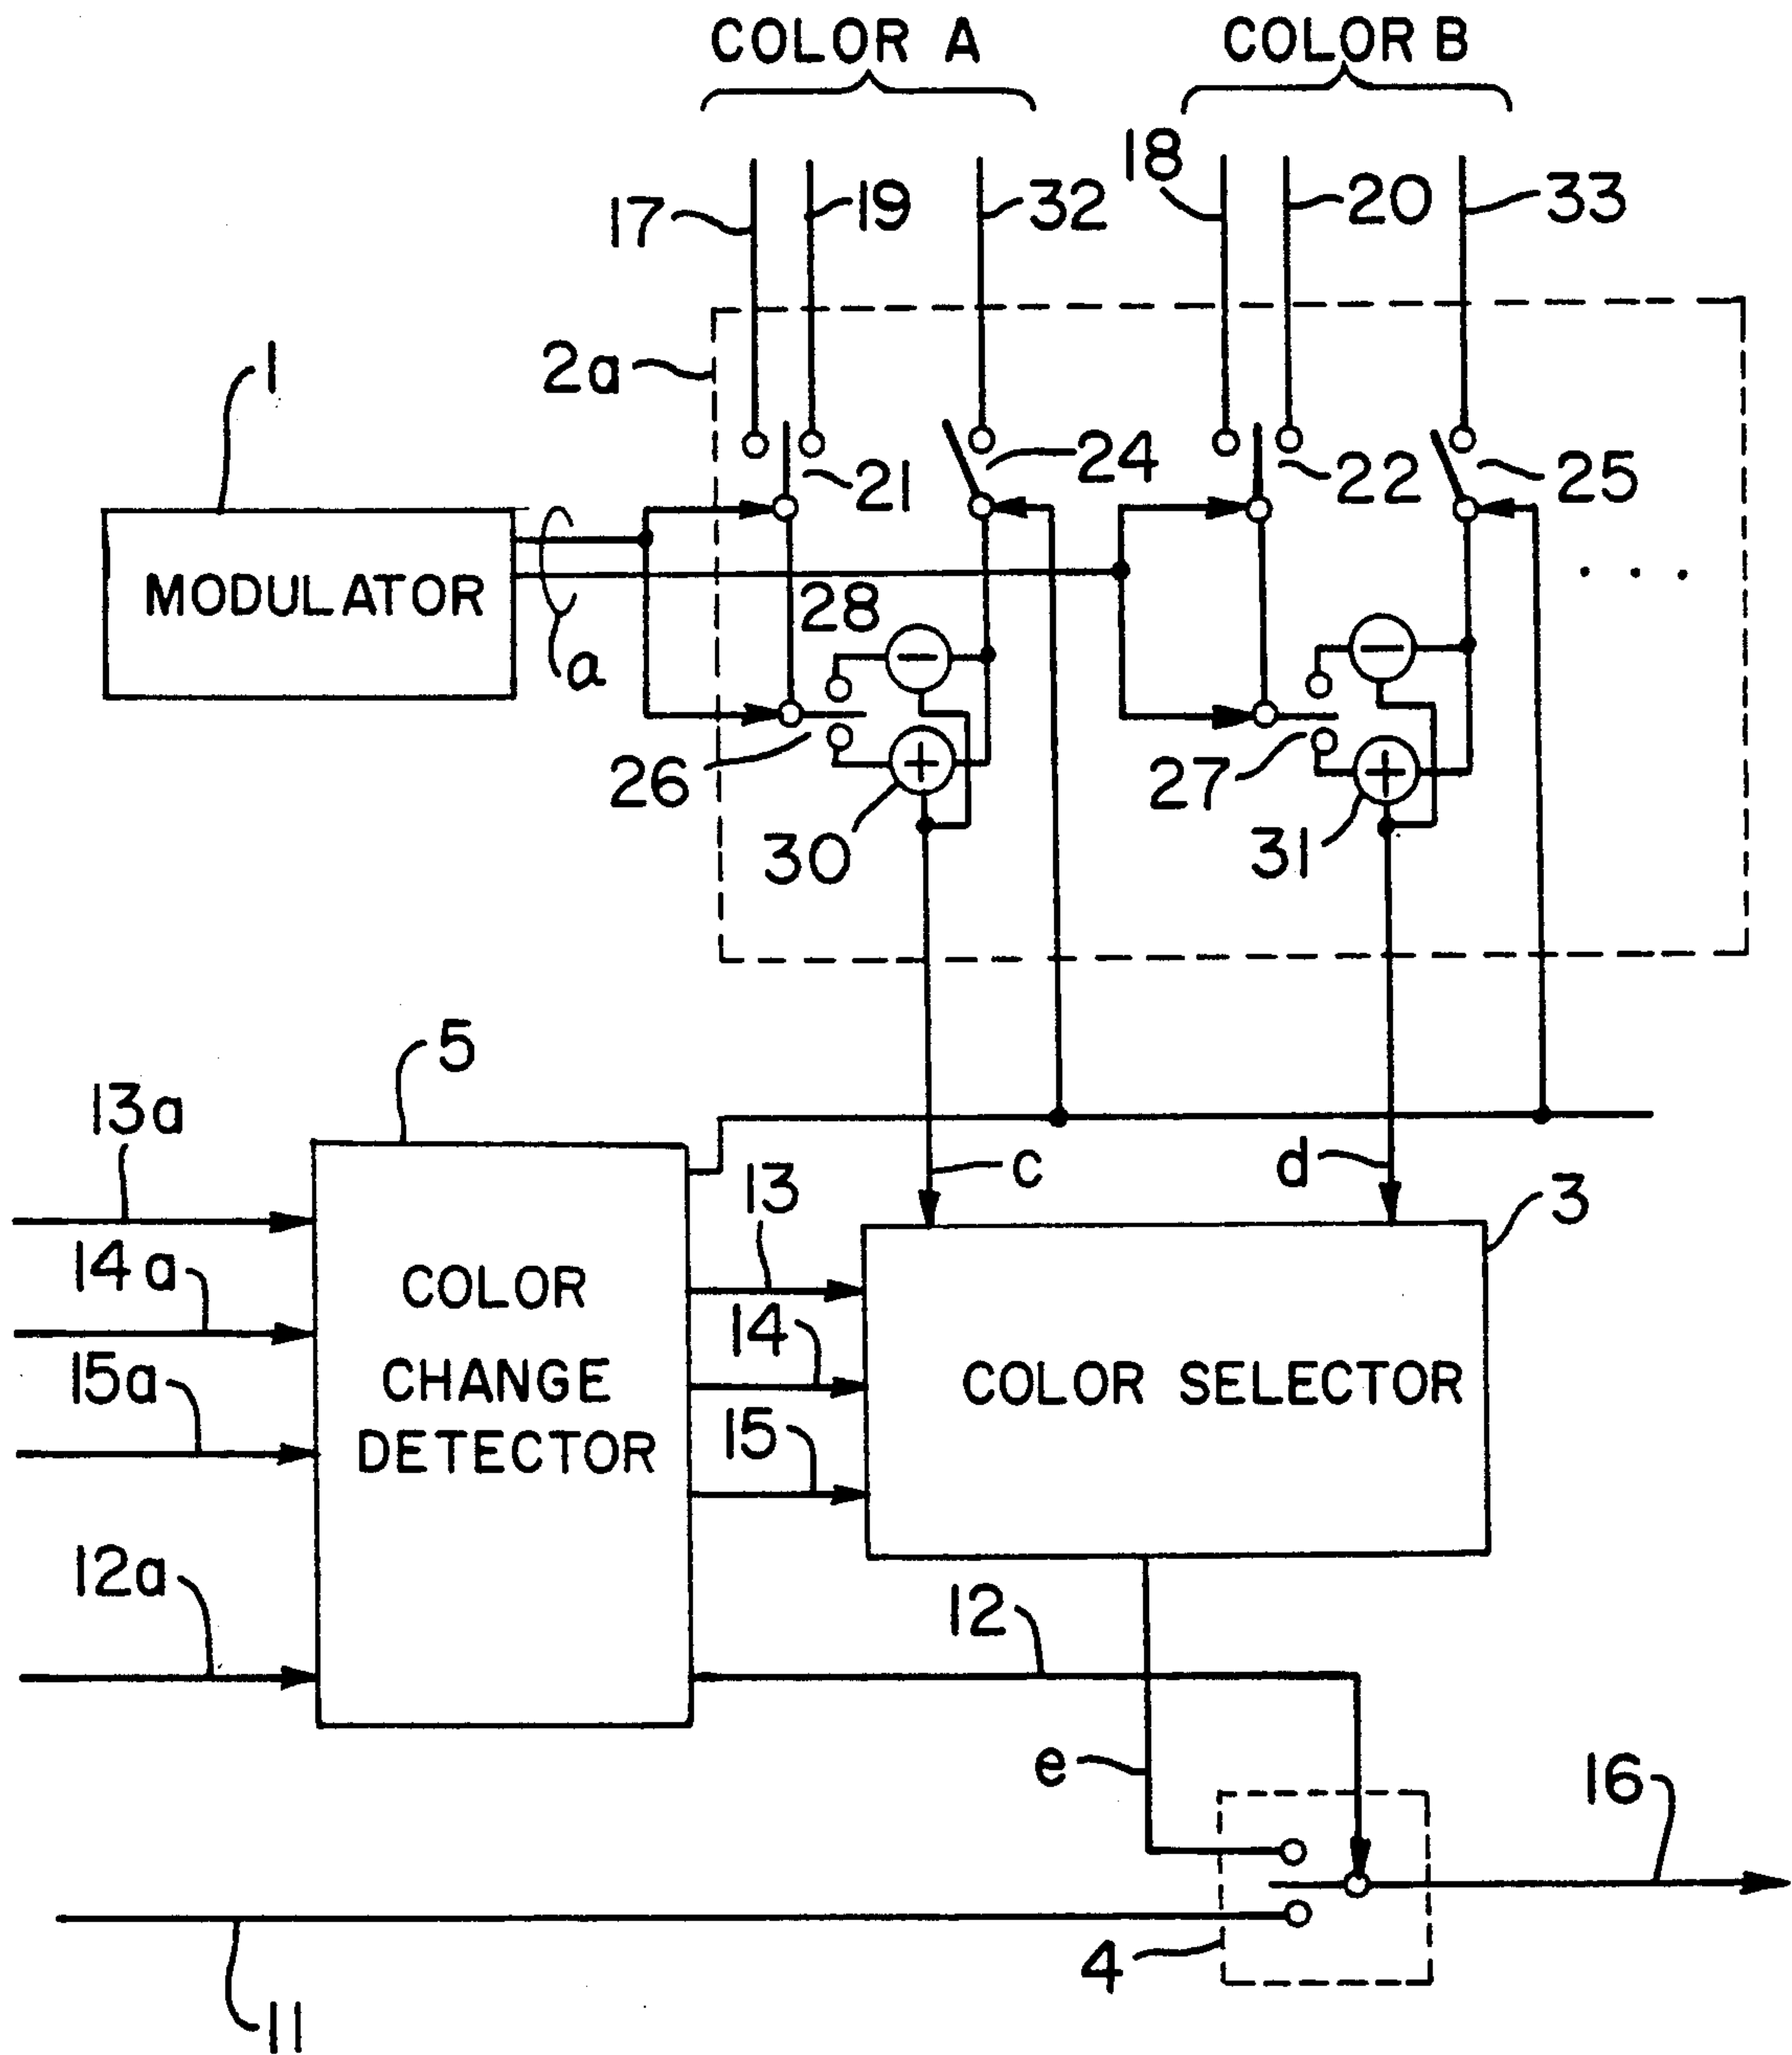 COLOR A
COLOR B
17
19
32
18
20
33
2a
1
21
24
22
25
MODULATOR
a
28
. . .
−
−
26
+
27
+
30
31
5
13a
c
d
3
13
14a
COLOR
14
15a
CHANGE
COLOR SELECTOR
DETECTOR
15
12a
12
e
16
4
11